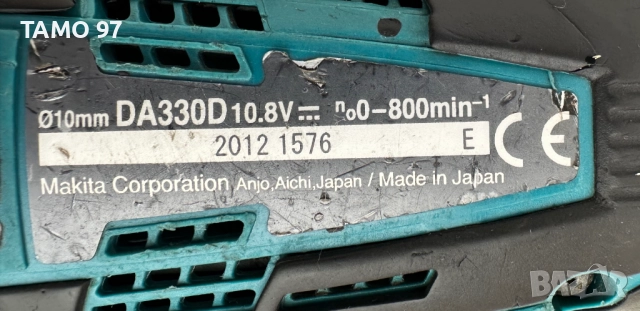 TAMO 97
Ø10mm DA330D 10.8V⎓ n₀0-800min⁻¹
2012 1576 E
CE
Makita Corporation Anjo,Aichi,Japan / Made in Japan
BAZAR